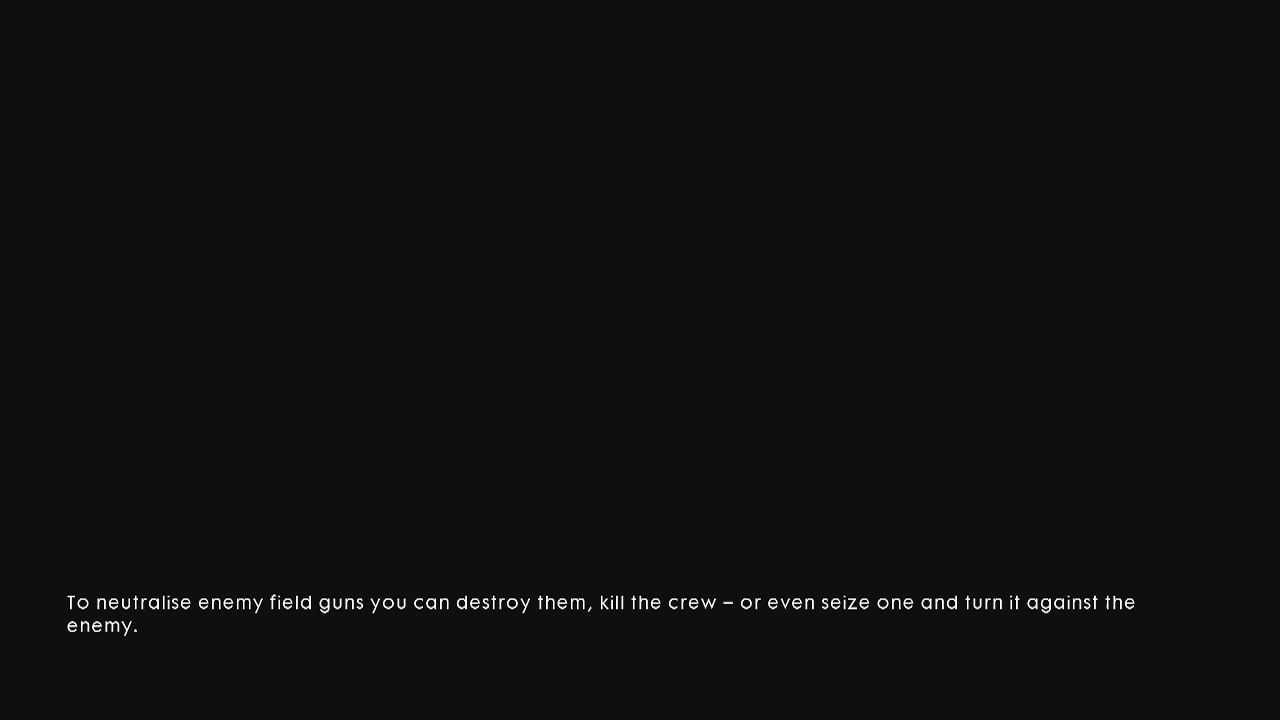 To neutralise enemy field guns you can destroy them, kill the crew – or even seize one and turn it against the
enemy.